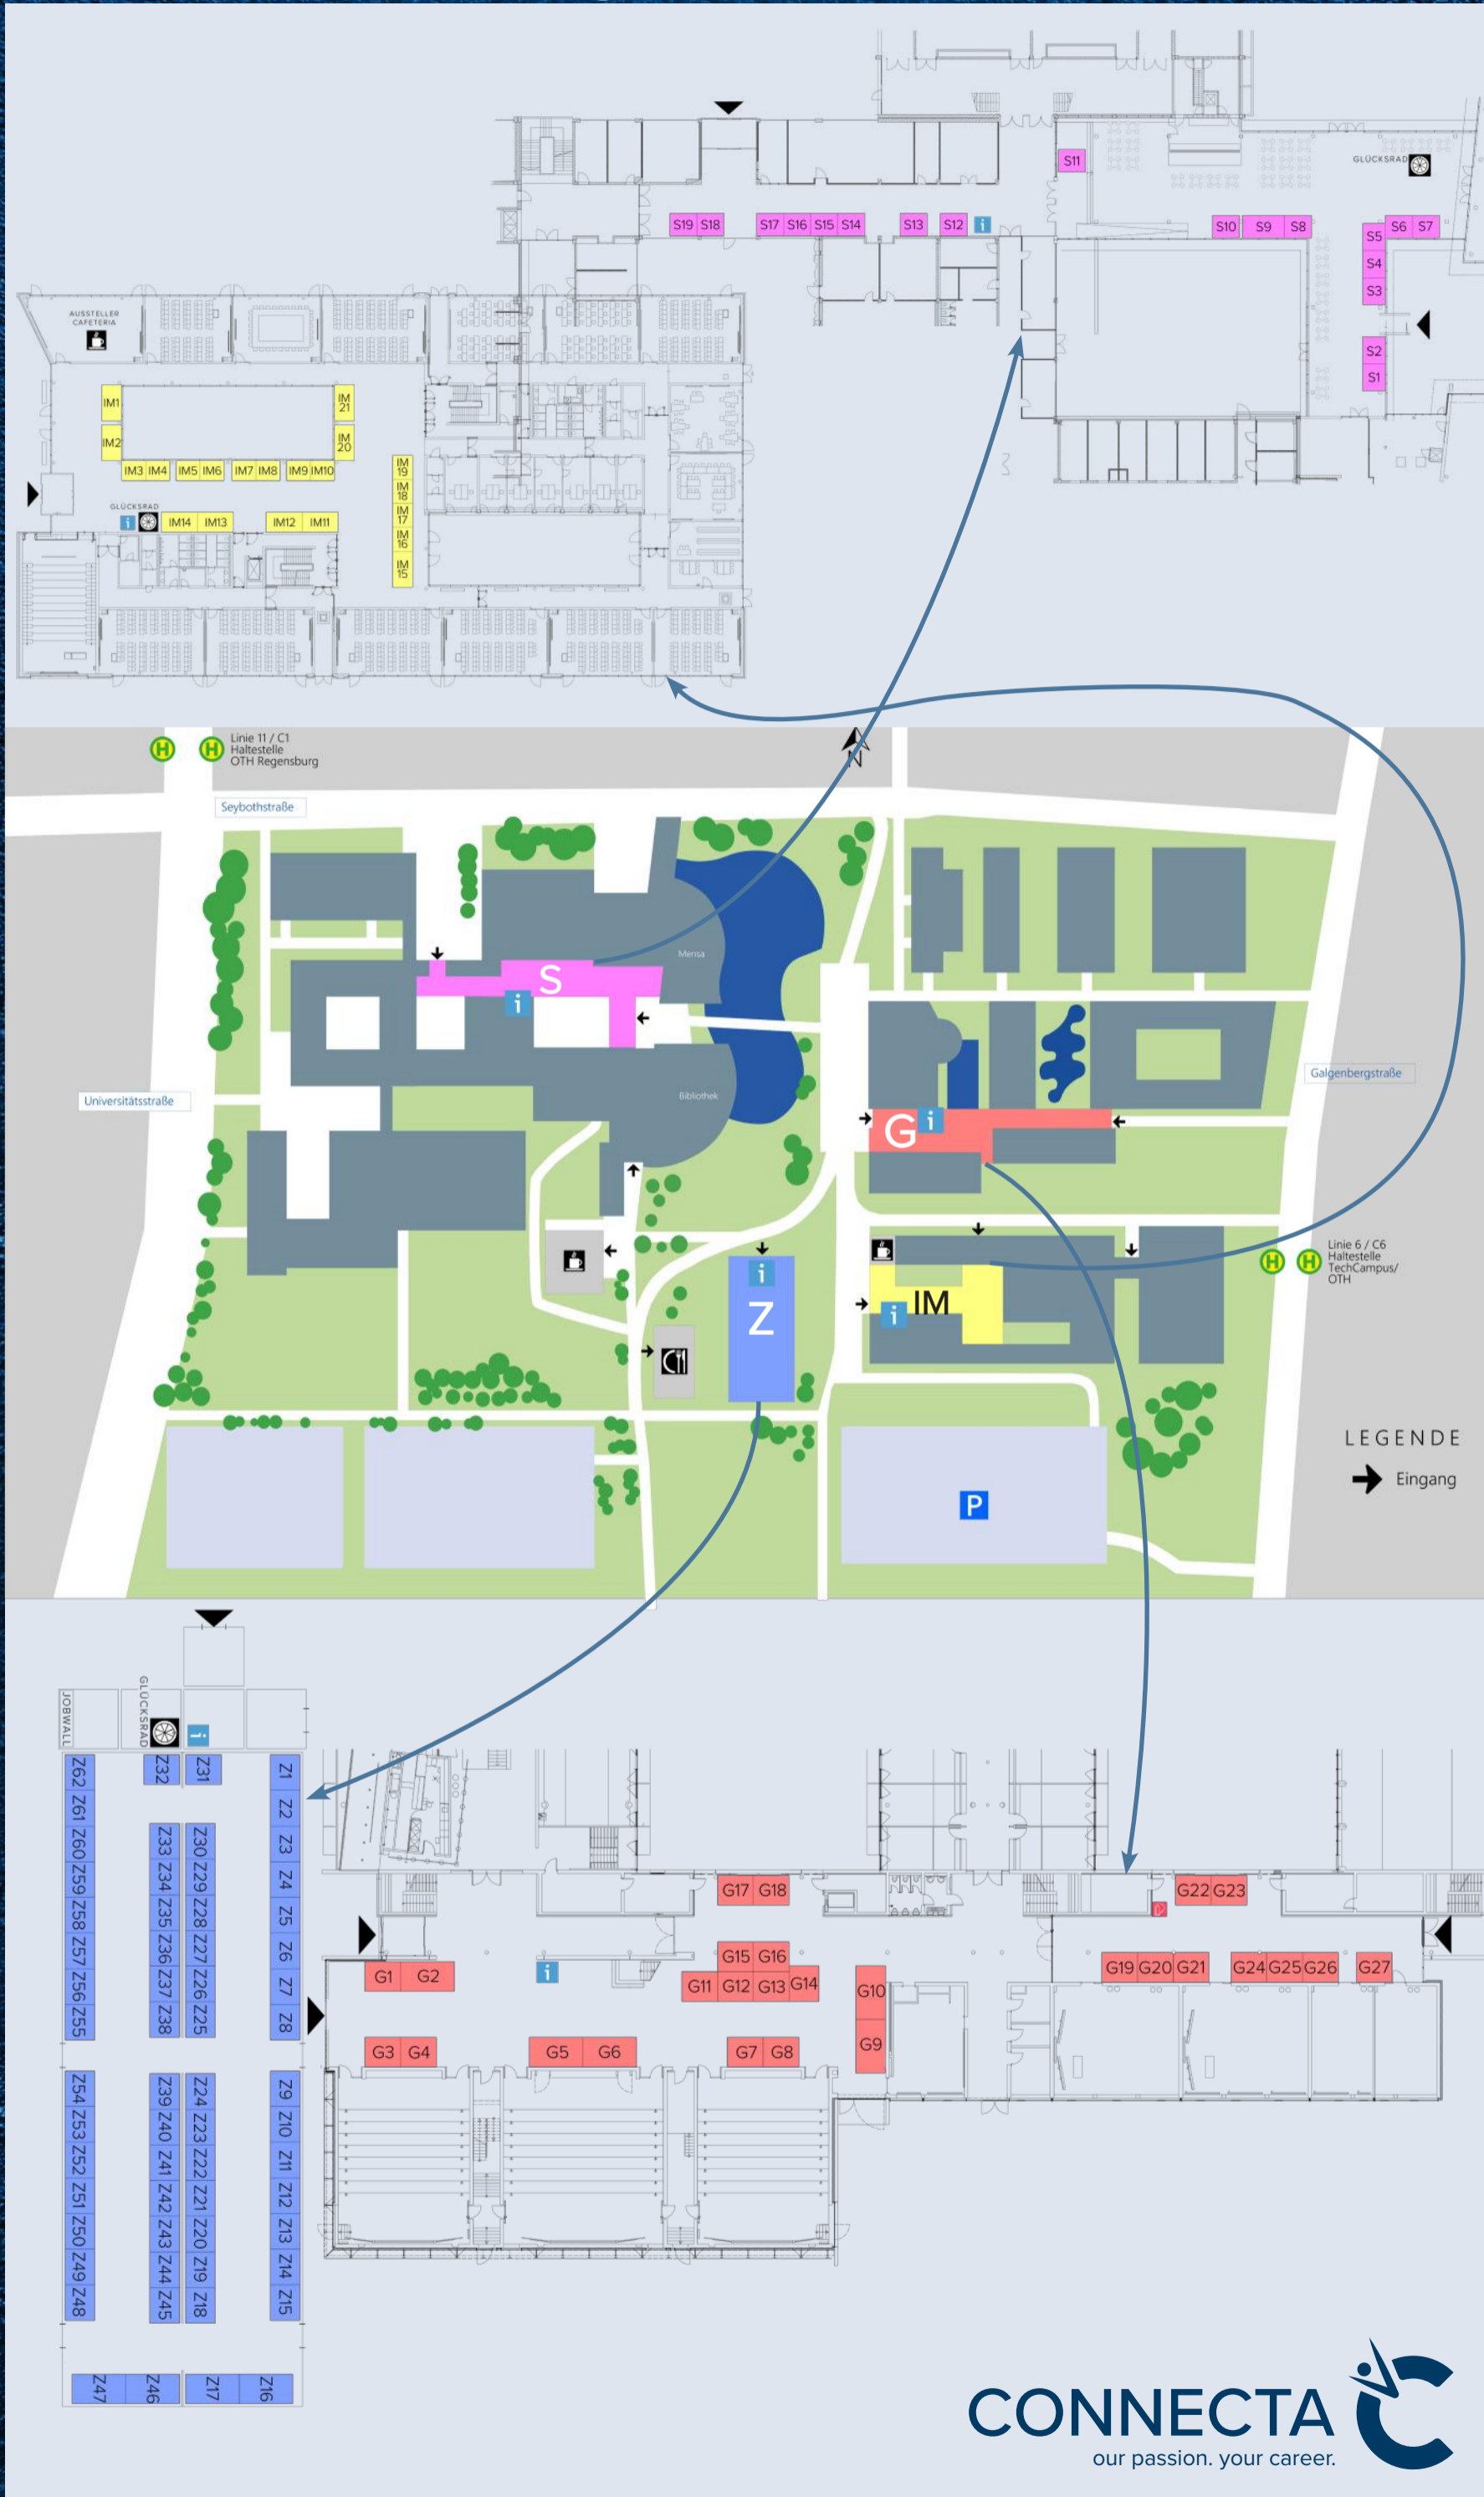 S11
GLÜCKSRAD
S19 S18
S17 S16 S15 S14
S13
S12
i
S10
S9
S8
S6 S7
S5
S4
S3
S2
S1
AUSSTELLER
CAFETERIA
IM1
IM2
IM
21
IM
20
IM3 IM4
IM5 IM6
IM7 IM8
IM9 IM10
IM
19
IM
18
IM
17
IM
16
IM
15
GLÜCKSRAD
i
IM14 IM13
IM12 IM11
H
H
Linie 11 / C1
Haltestelle
OTH Regensburg
N
Seybothstraße
Mensa
S
i
Galgenbergstraße
Universitätsstraße
Bibliothek
G
i
Linie 6 / C6
Haltestelle
TechCampus/
OTH
H
H
i
Z
IM
i
LEGENDE
Eingang
P
JOBWALL
GLÜCKSRAD
i
Z62 Z61 Z60 Z59 Z58 Z57 Z56 Z55
Z32
Z31
Z1 Z2 Z3 Z4 Z5 Z6 Z7 Z8
Z33 Z34 Z35 Z36 Z37 Z38
Z30 Z29 Z28 Z27 Z26 Z25
Z54 Z53 Z52 Z51 Z50 Z49 Z48
Z39 Z40 Z41 Z42 Z43 Z44 Z45
Z24 Z23 Z22 Z21 Z20 Z19 Z18
Z9 Z10 Z11 Z12 Z13 Z14 Z15
Z47
Z46
Z17
Z16
G17 G18
G22 G23
G15 G16
G1
G2
i
G11 G12 G13 G14
G10
G9
G19 G20 G21
G24 G25 G26
G27
G3 G4
G5
G6
G7 G8
CONNECTA
our passion. your career.